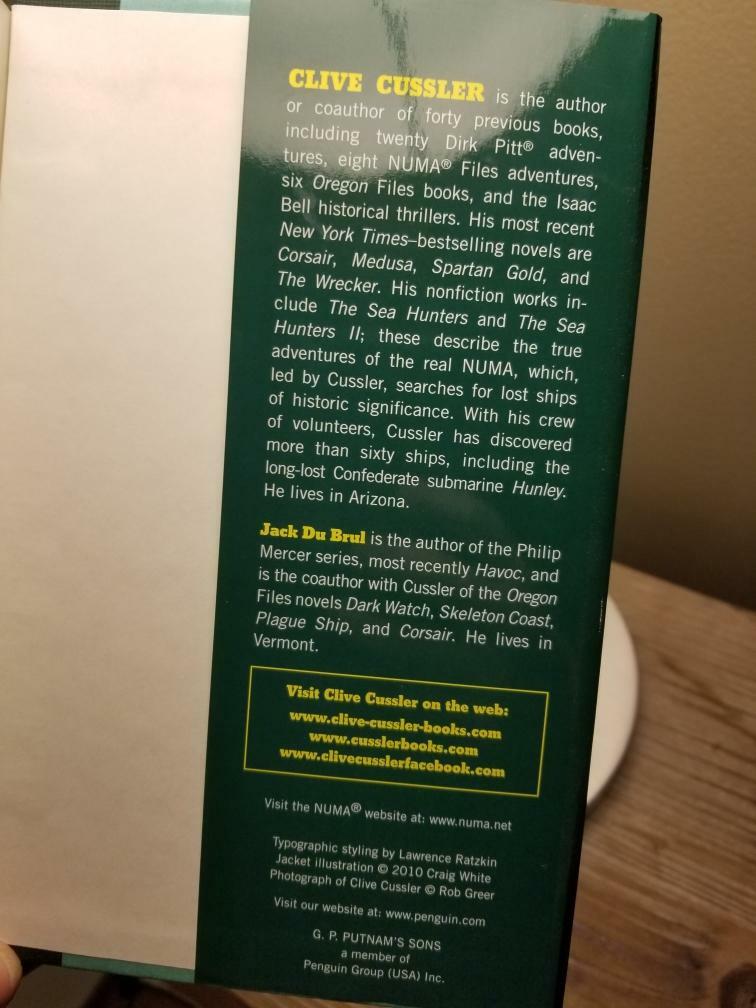 CLIVE CUSSLER is the author
or coauthor of forty previous books,
including twenty Dirk Pitt® adven-
tures, eight NUMA® Files adventures,
six Oregon Files books, and the Isaac
Bell historical thrillers. His most recent
New York Times–bestselling novels are
Corsair, Medusa, Spartan Gold, and
The Wrecker. His nonfiction works in-
clude The Sea Hunters and The Sea
Hunters II; these describe the true
adventures of the real NUMA, which,
led by Cussler, searches for lost ships
of historic significance. With his crew
of volunteers, Cussler has discovered
more than sixty ships, including the
long-lost Confederate submarine Hunley.
He lives in Arizona.
Jack Du Brul is the author of the Philip
Mercer series, most recently Havoc, and
is the coauthor with Cussler of the Oregon
Files novels Dark Watch, Skeleton Coast,
Plague Ship, and Corsair. He lives in
Vermont.
Visit Clive Cussler on the web:
www.clive-cussler-books.com
www.cusslerbooks.com
www.clivecusslerfacebook.com
Visit the NUMA® website at: www.numa.net
Typographic styling by Lawrence Ratzkin
Jacket illustration © 2010 Craig White
Photograph of Clive Cussler © Rob Greer
Visit our website at: www.penguin.com
G. P. PUTNAM'S SONS
a member of
Penguin Group (USA) Inc.